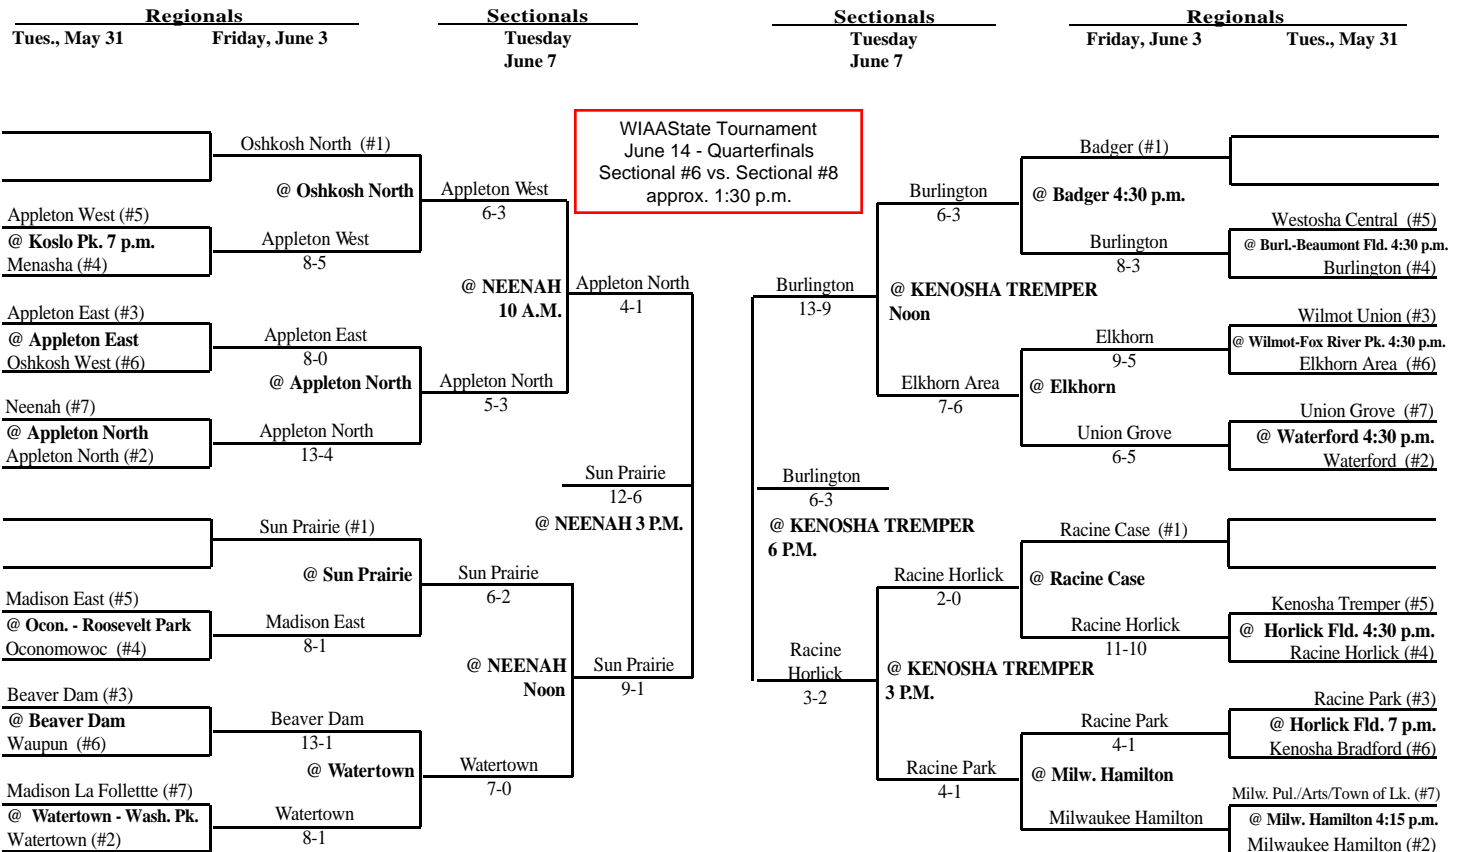 Regionals
Sectionals
Sectionals
Regionals
Tues., May 31
Friday, June 3
Tuesday
June 7
Tuesday
June 7
Friday, June 3
Tues., May 31
WIAAState Tournament
June 14 - Quarterfinals
Sectional #6 vs. Sectional #8
approx. 1:30 p.m.
Oshkosh North (#1)
@ Oshkosh North
Appleton West (#5)
@ Koslo Pk. 7 p.m.
Menasha (#4)
Appleton West
8-5
Appleton West
6-3
Appleton East (#3)
@ Appleton East
Oshkosh West (#6)
Appleton East
8-0
@ Appleton North
Neenah (#7)
@ Appleton North
Appleton North (#2)
Appleton North
13-4
Appleton North
5-3
@ NEENAH
10 A.M.
Appleton North
4-1
Sun Prairie
12-6
@ NEENAH 3 P.M.
Sun Prairie (#1)
@ Sun Prairie
Madison East (#5)
@ Ocon. - Roosevelt Park
Oconomowoc (#4)
Madison East
8-1
Sun Prairie
6-2
@ NEENAH
Noon
Sun Prairie
9-1
Beaver Dam (#3)
@ Beaver Dam
Waupun (#6)
Beaver Dam
13-1
@ Watertown
Madison La Follettte (#7)
@ Watertown - Wash. Pk.
Watertown (#2)
Watertown
8-1
Watertown
7-0
Badger (#1)
@ Badger 4:30 p.m.
Westosha Central (#5)
@ Burl.-Beaumont Fld. 4:30 p.m.
Burlington (#4)
Burlington
8-3
Burlington
6-3
Burlington
13-9
@ KENOSHA TREMPER
Noon
Wilmot Union (#3)
@ Wilmot-Fox River Pk. 4:30 p.m.
Elkhorn Area (#6)
Elkhorn
9-5
@ Elkhorn
Elkhorn Area
7-6
Union Grove (#7)
@ Waterford 4:30 p.m.
Waterford (#2)
Union Grove
6-5
Burlington
6-3
@ KENOSHA TREMPER
6 P.M.
Racine Case (#1)
@ Racine Case
Racine Horlick
2-0
Kenosha Tremper (#5)
@ Horlick Fld. 4:30 p.m.
Racine Horlick (#4)
Racine Horlick
11-10
Racine
Horlick
3-2
@ KENOSHA TREMPER
3 P.M.
Racine Park (#3)
@ Horlick Fld. 7 p.m.
Kenosha Bradford (#6)
Racine Park
4-1
@ Milw. Hamilton
Racine Park
4-1
Milw. Pul./Arts/Town of Lk. (#7)
@ Milw. Hamilton 4:15 p.m.
Milwaukee Hamilton (#2)
Milwaukee Hamilton